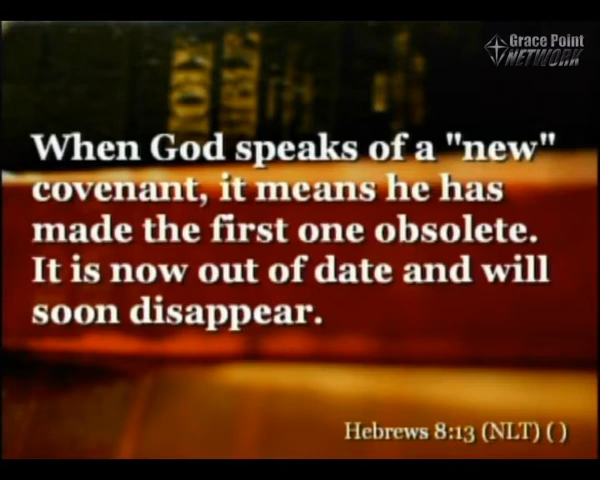 Grace Point
NETWORK
When God speaks of a "new"
covenant, it means he has
made the first one obsolete.
It is now out of date and will
soon disappear.
Hebrews 8:13 (NLT) ( )